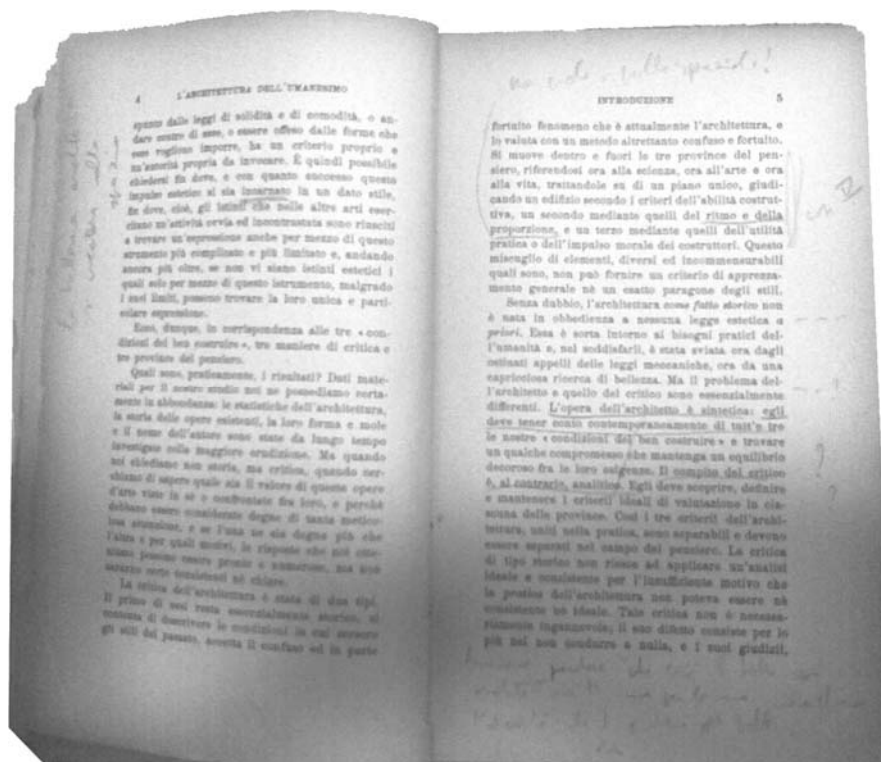 4 L'ARCHITETTURA DELL'UMANESIMO
spunto dalle leggi di solidità e di comodità, o an-
dare contro di esse, o essere offeso dalle forme che
esse vogliono imporre, ha un criterio proprio e
un'autorità propria da invocare. È quindi possibile
chiedersi fin dove, e con quanto successo questo
impulso estetico si sia incarnato in un dato stile,
fin dove, cioè, gli istinti che nelle altre arti eser-
citano un'attività ovvia ed incontrastata sono riusciti
a trovare un'espressione anche per mezzo di questo
strumento più complicato e più limitato e, andando
ancora più oltre, se non vi siano istinti estetici i
quali solo per mezzo di questo istrumento, malgrado
i suoi limiti, possono trovare la loro unica e parti-
colare espressione.
Ecco, dunque, in corrispondenza alle tre « con-
dizioni del ben costruire », tre maniere di critica e
tre province del pensiero.
Quali sono, praticamente, i risultati? Dati mate-
riali per il nostro studio noi ne possediamo certa-
mente in abbondanza: le statistiche dell'architettura,
la storia delle opere esistenti, la loro forma e mole
e il nome dell'autore sono state da lungo tempo
investigate colla maggiore erudizione. Ma quando
noi chiediamo non storia, ma critica, quando cer-
chiamo di sapere quale sia il valore di queste opere
d'arte viste in sè o confrontate fra loro, e perchè
debbano essere considerate degne di tanta meticu-
losa attenzione, e se l'una ne sia degna più che
l'altra e per quali motivi, le risposte che noi otte-
niamo possono essere pronte e numerose, ma non
saranno certo consistenti nè chiare.
La critica dell'architettura è stata di due tipi.
Il primo di essi resta essenzialmente storico, si
contenta di descrivere le condizioni in cui sorsero
gli stili del passato, accetta il confuso ed in parte
INTRODUZIONE 5
fortuito fenomeno che è attualmente l'architettura, e
lo valuta con un metodo altrettanto confuso e fortuito.
Si muove dentro e fuori le tre province del pen-
siero, riferendosi ora alla scienza, ora all'arte e ora
alla vita, trattandole su di un piano unico, giudi-
cando un edifizio secondo i criteri dell'abilità costrut-
tiva, un secondo mediante quelli del ritmo e della
proporzione, e un terzo mediante quelli dell'utilità
pratica o dell'impulso morale dei costruttori. Questo
miscuglio di elementi, diversi ed incommensurabili
quali sono, non può fornire un criterio di apprezza-
mento generale nè un esatto paragone degli stili.
Senza dubbio, l'architettura come fatto storico non
è nata in obbedienza a nessuna legge estetica a
priori. Essa è sorta intorno ai bisogni pratici del-
l'umanità e, nel soddisfarli, è stata sviata ora dagli
ostinati appelli delle leggi meccaniche, ora da una
capricciosa ricerca di bellezza. Ma il problema del-
l'architetto e quello del critico sono essenzialmente
differenti. L'opera dell'architetto è sintetica: egli
deve tener conto contemporaneamente di tutt'e tre
le nostre « condizioni del ben costruire » e trovare
un qualche compromesso che mantenga un equilibrio
decoroso fra le loro esigenze. Il compito del critico
è, al contrario, analitico. Egli deve scoprire, definire
e mantenere i criteri ideali di valutazione in cia-
scuna delle province. Così i tre criteri dell'archi-
tettura, uniti nella pratica, sono separabili e devono
essere separati nel campo del pensiero. La critica
di tipo storico non riesce ad applicare un'analisi
ideale e consistente per l'insufficiente motivo che
la pratica dell'architettura non poteva essere nè
consistente nè ideale. Tale critica non è necessa-
riamente ingannevole; il suo difetto consiste per lo
più nel non condurre a nulla, e i suoi giudizii,